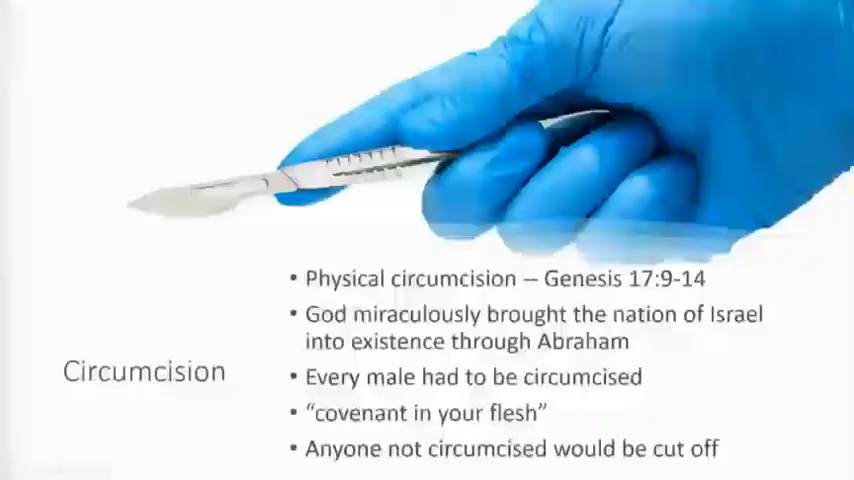 Circumcision
• Physical circumcision – Genesis 17:9-14
• God miraculously brought the nation of Israel
into existence through Abraham
• Every male had to be circumcised
• “covenant in your flesh”
• Anyone not circumcised would be cut off